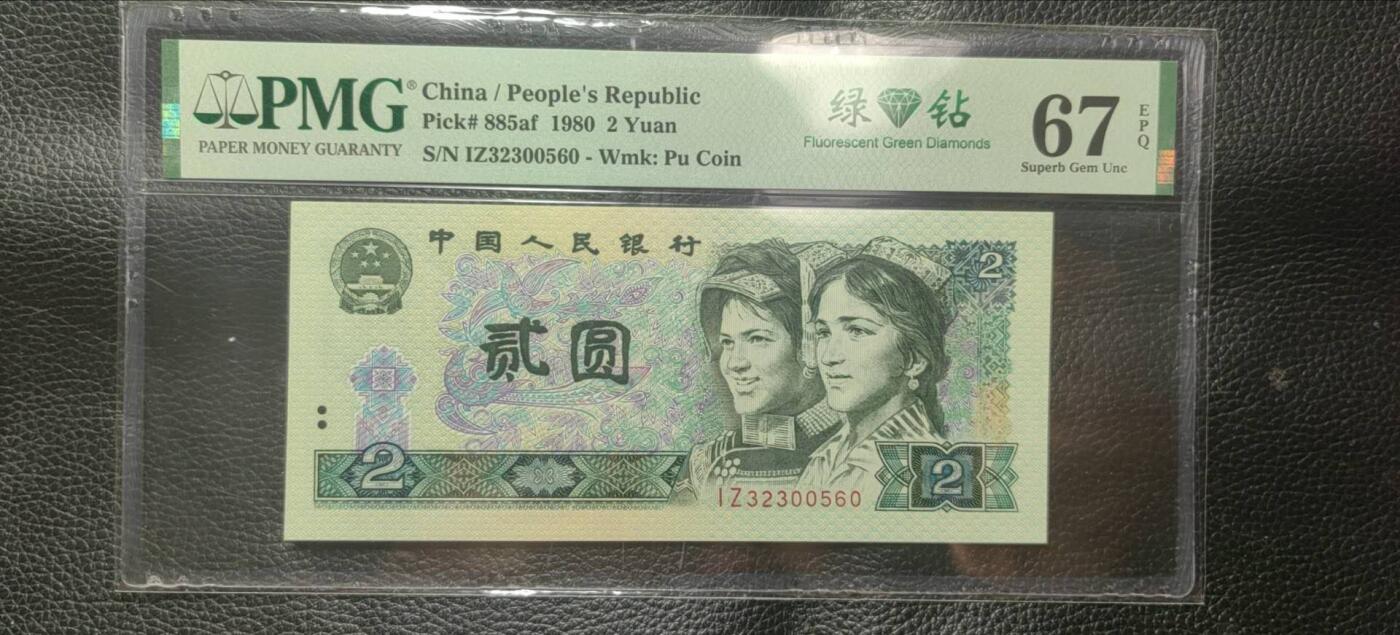 PMG®
PAPER MONEY GUARANTY
China / People's Republic
Pick# 885af 1980 2 Yuan
S/N IZ32300560 - Wmk: Pu Coin
绿钻
Fluorescent Green Diamonds
67
EPQ
Superb Gem Unc
中国人民银行
2
贰圆
2
2
IZ32300560